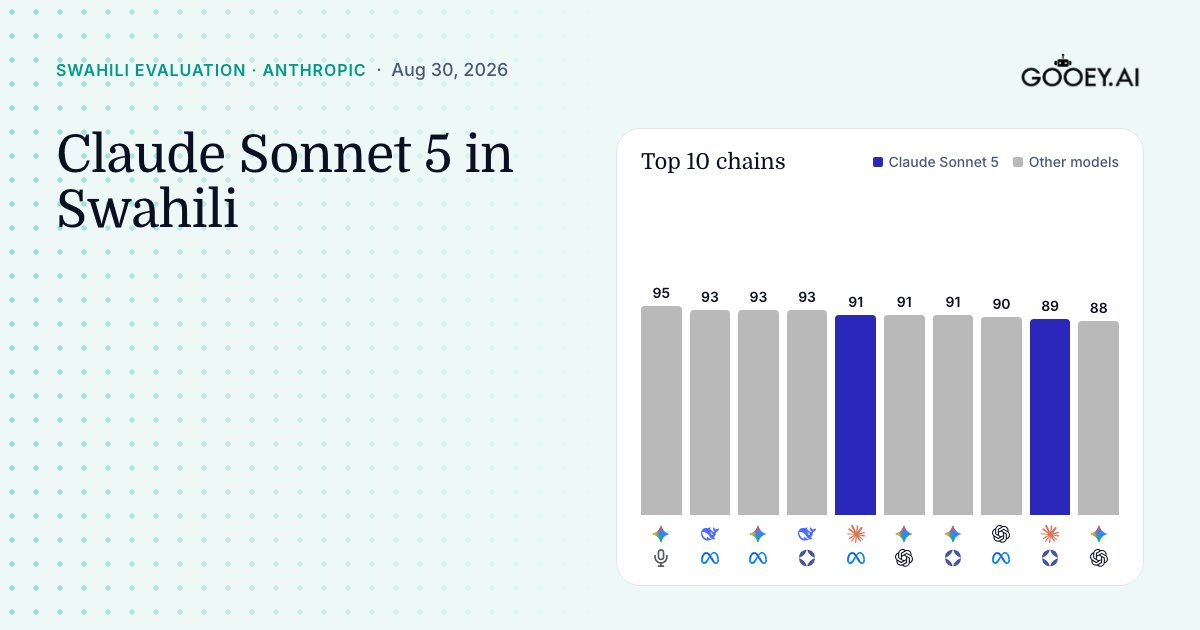 SWAHILI EVALUATION · ANTHROPIC · Aug 30, 2026
GOOEY.AI
Claude Sonnet 5 in
Swahili
Top 10 chains
Claude Sonnet 5
Other models
95 93 93 93 91 91 91 90 89 88